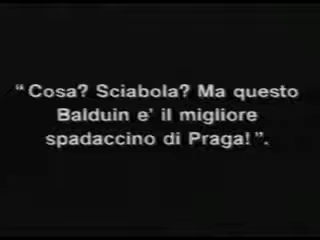 “Cosa? Sciabola? Ma questo
Balduin e' il migliore
spadaccino di Praga!”.